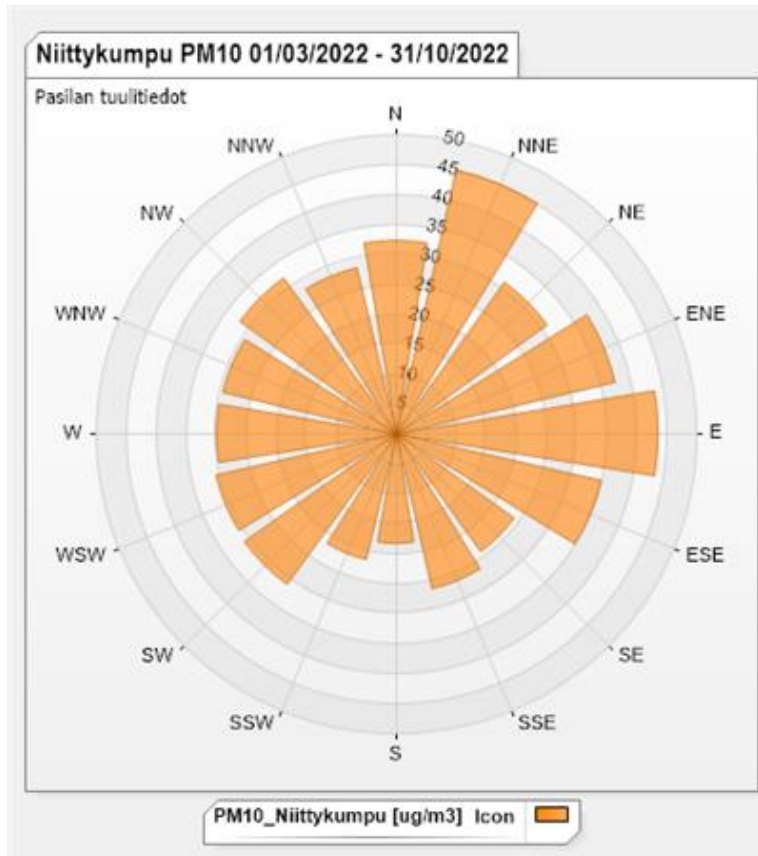 Niittykumpu PM10 01/03/2022 - 31/10/2022
Pasilan tuulitiedot
N
NNW
50
NNE
45
NW
40
NE
35
30
WNW
25
ENE
20
15
10
5
W
E
WSW
ESE
SW
SE
SSW
SSE
S
PM10_Niittykumpu [ug/m3] Icon